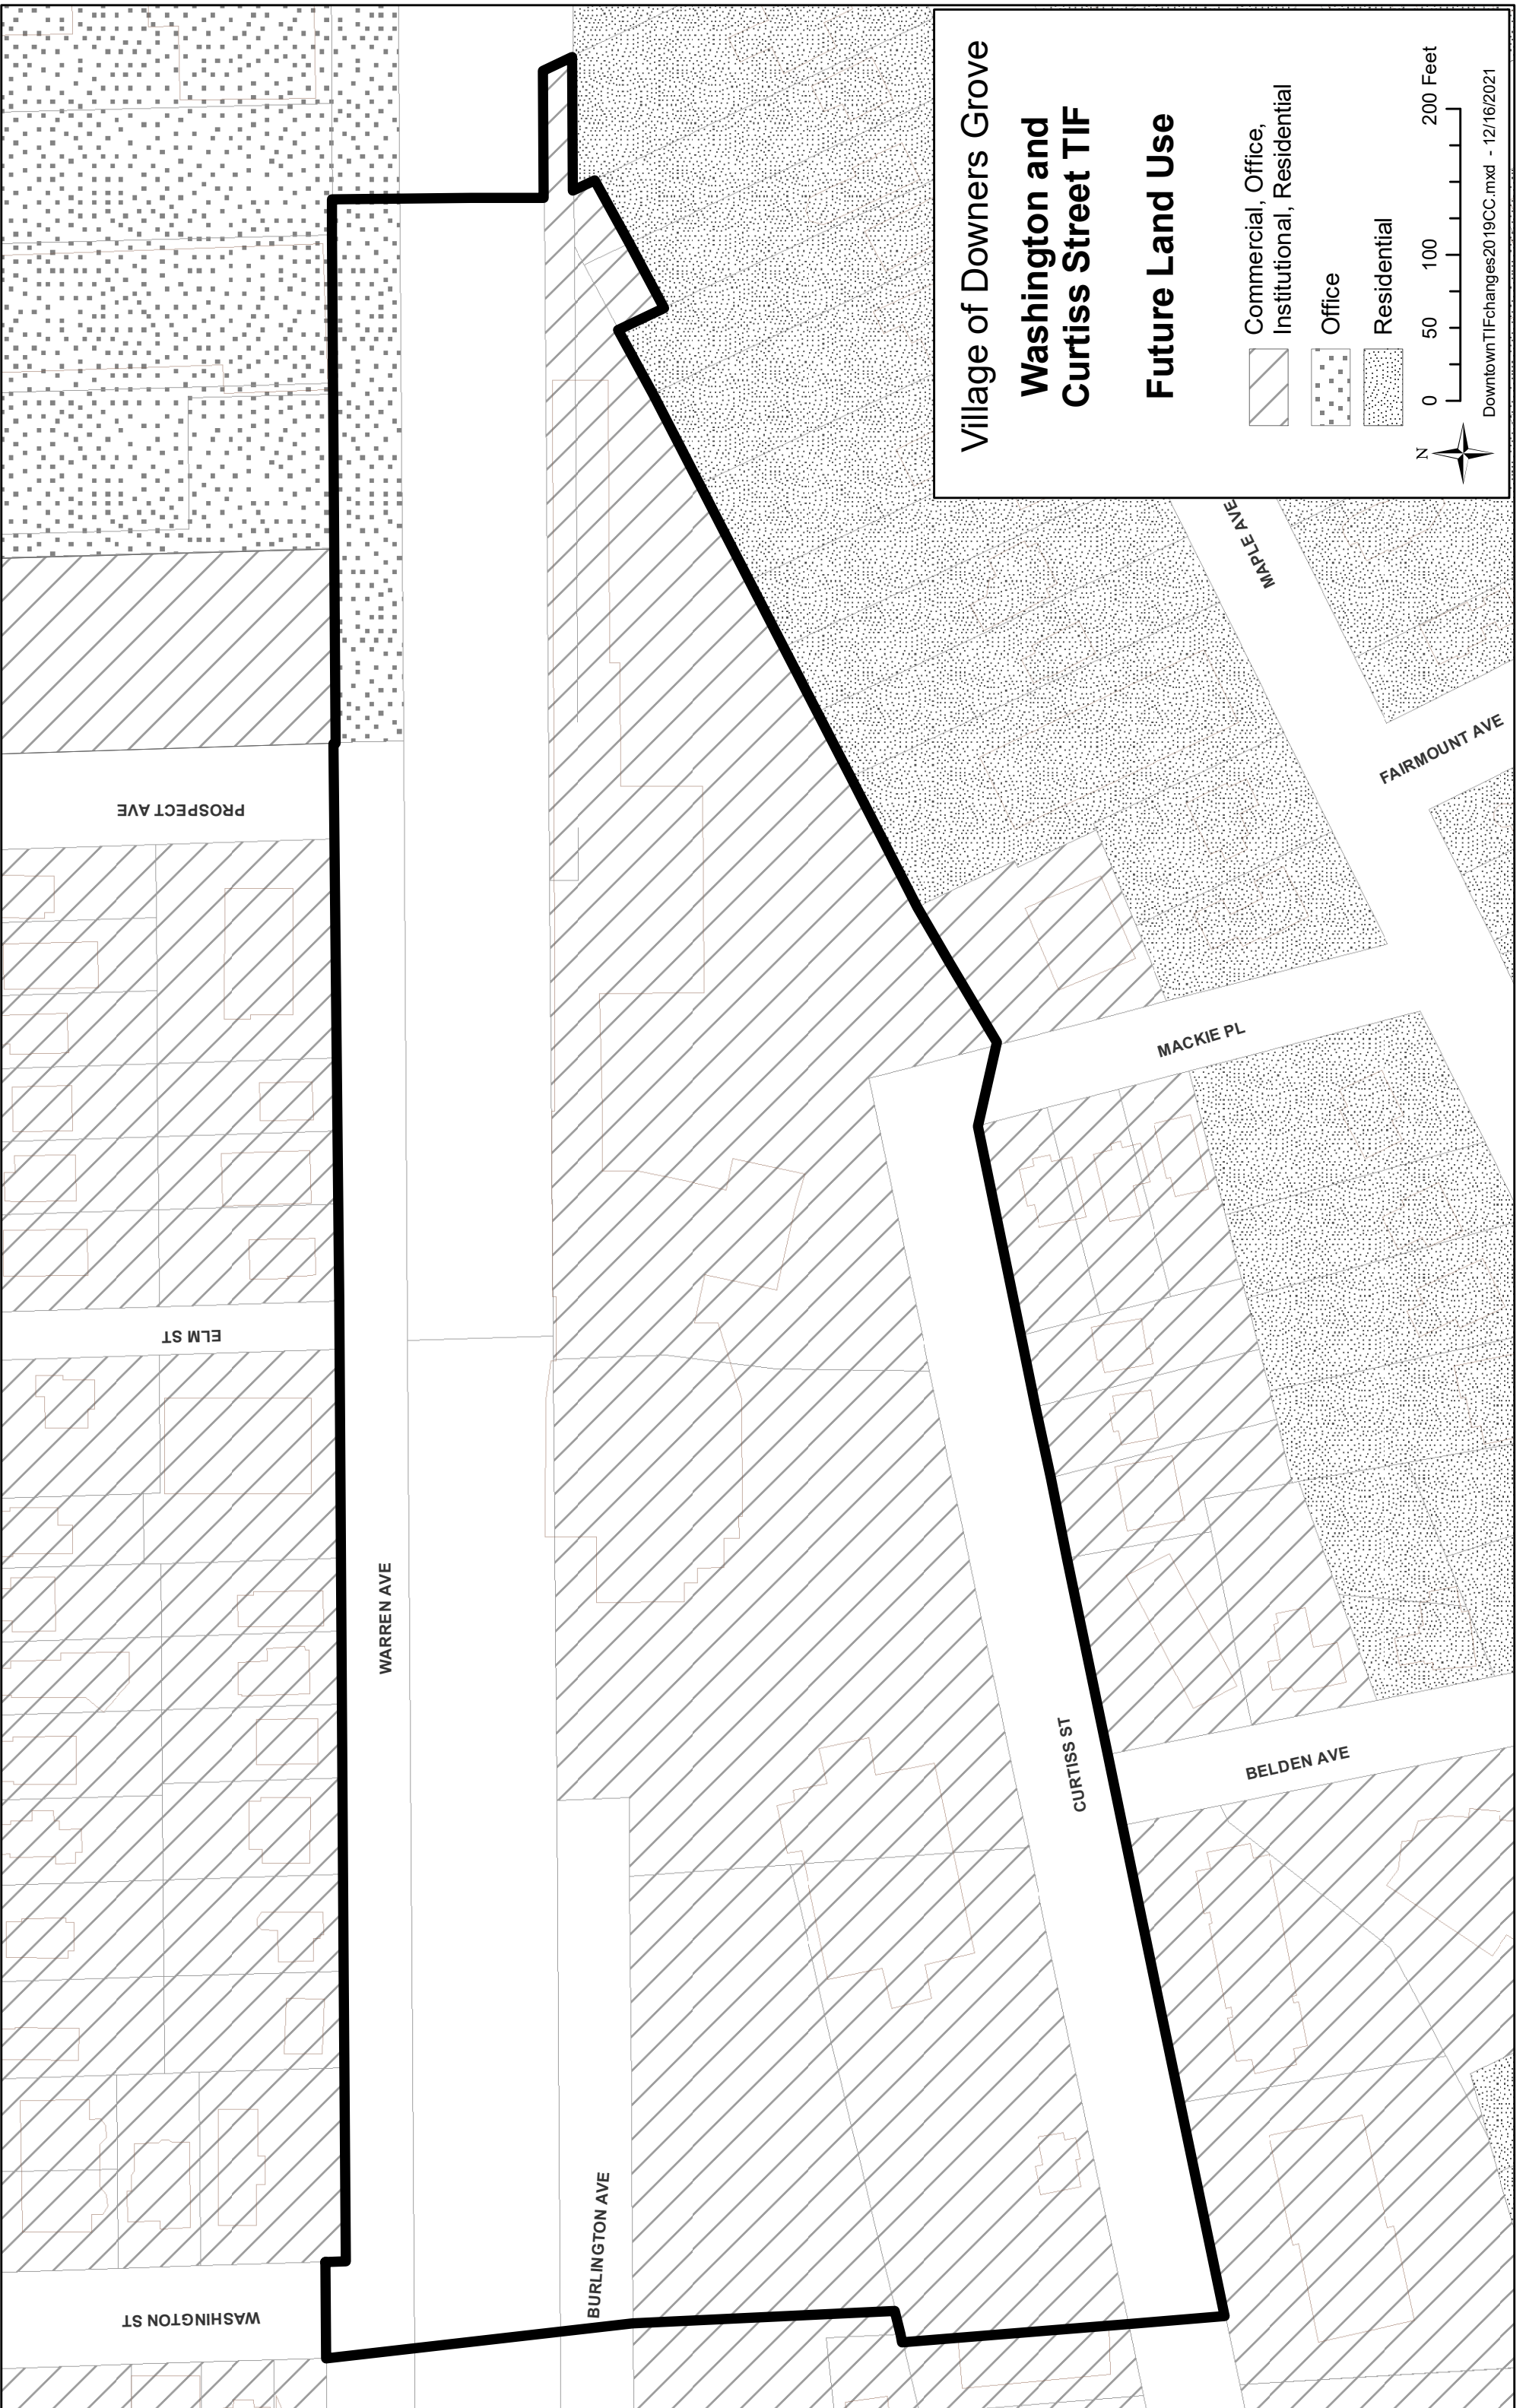 WASHINGTON ST
ELM ST
PROSPECT AVE
WARREN AVE
BURLINGTON AVE
CURTISS ST
BELDEN AVE
MACKIE PL
FAIRMOUNT AVE
MAPLE AVE
Village of Downers Grove
Washington and
Curtiss Street TIF
Future Land Use
Commercial, Office,
Institutional, Residential
Office
Residential
N
0 50 100 200 Feet
DowntownTIFchanges2019CC.mxd - 12/16/2021